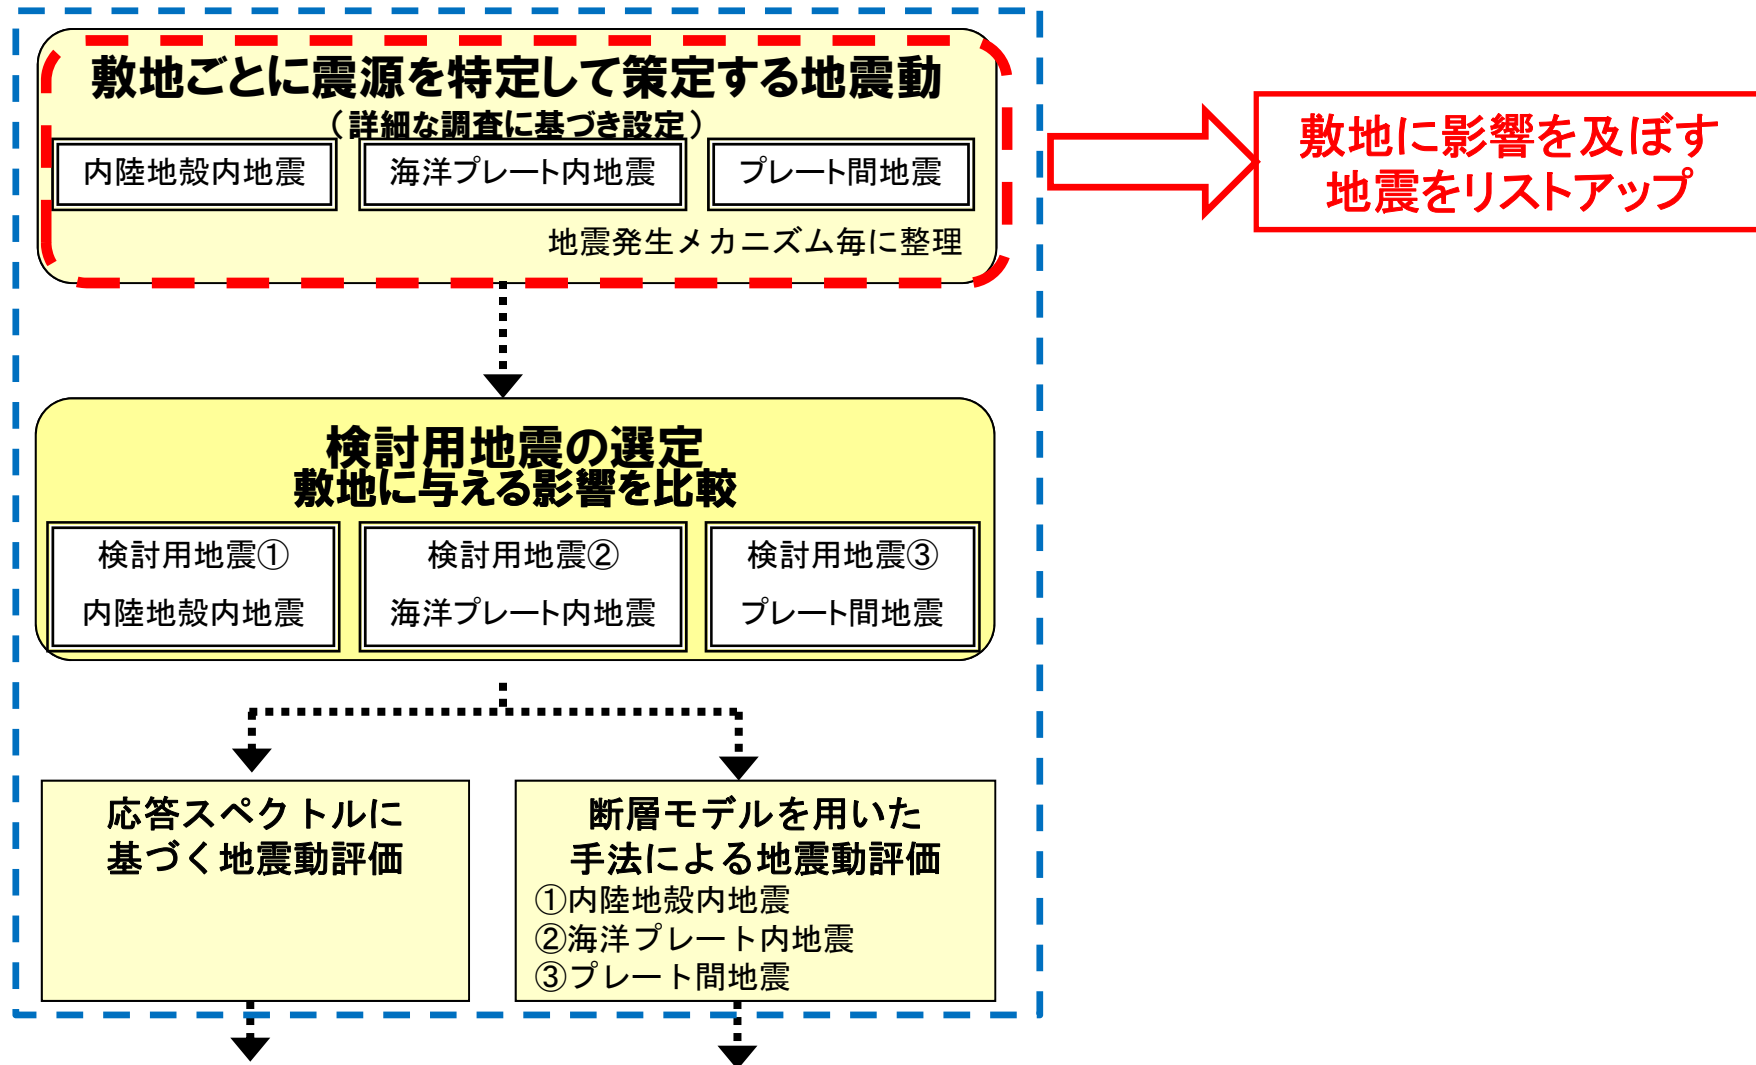 敷地ごとに震源を特定して策定する地震動
（詳細な調査に基づき設定）
内陸地殻内地震
海洋プレート内地震
プレート間地震
地震発生メカニズム毎に整理
敷地に影響を及ぼす
地震をリストアップ
検討用地震の選定
敷地に与える影響を比較
検討用地震①
内陸地殻内地震
検討用地震②
海洋プレート内地震
検討用地震③
プレート間地震
応答スペクトルに
基づく地震動評価
断層モデルを用いた
手法による地震動評価
①内陸地殻内地震
②海洋プレート内地震
③プレート間地震